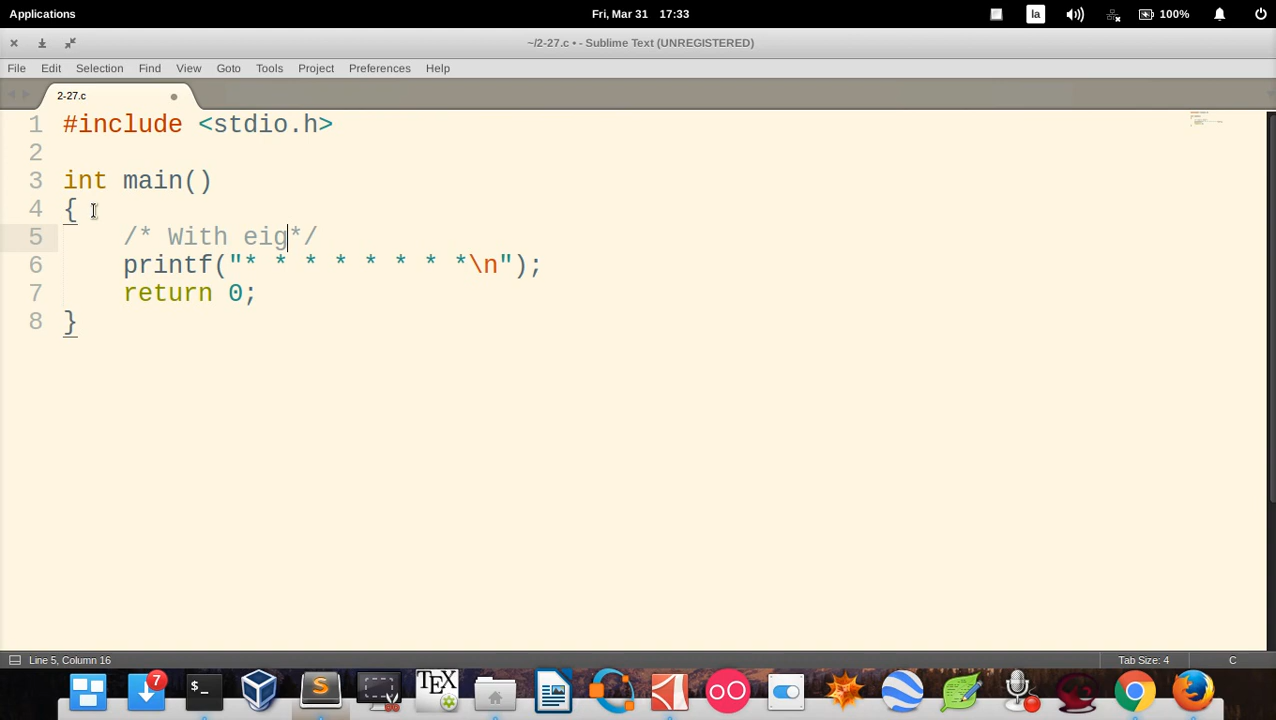 Applications
Fri, Mar 31 17:33
la
100%
~/2-27.c • - Sublime Text (UNREGISTERED)
File Edit Selection Find View Goto Tools Project Preferences Help
2-27.c
1 #include <stdio.h>
2
3 int main()
4 {
5 /* With eig*/
6 printf("* * * * * * * *\n");
7 return 0;
8 }
Line 5, Column 16
Tab Size: 4
C
7
>_
S
TEX